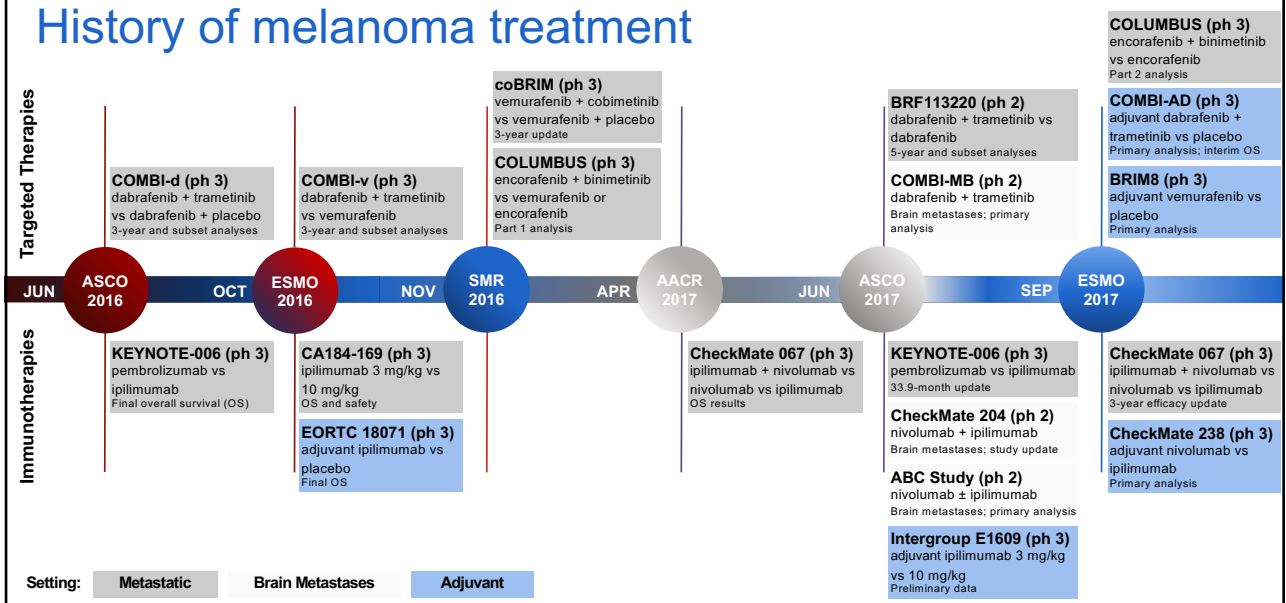 History of melanoma treatment
Targeted Therapies
COMBI-d (ph 3)
dabrafenib + trametinib
vs dabrafenib + placebo
3-year and subset analyses
COMBI-v (ph 3)
dabrafenib + trametinib
vs vemurafenib
3-year and subset analyses
coBRIM (ph 3)
vemurafenib + cobimetinib
vs vemurafenib + placebo
3-year update
COLUMBUS (ph 3)
encorafenib + binimetinib
vs vemurafenib or
encorafenib
Part 1 analysis
BRF113220 (ph 2)
dabrafenib + trametinib vs
dabrafenib
5-year and subset analyses
COMBI-MB (ph 2)
dabrafenib + trametinib
Brain metastases; primary
analysis
COLUMBUS (ph 3)
encorafenib + binimetinib
vs encorafenib
Part 2 analysis
COMBI-AD (ph 3)
adjuvant dabrafenib +
trametinib vs placebo
Primary analysis; interim OS
BRIM8 (ph 3)
adjuvant vemurafenib vs
placebo
Primary analysis
JUN
ASCO
2016
OCT
ESMO
2016
NOV
SMR
2016
APR
AACR
2017
JUN
ASCO
2017
SEP
ESMO
2017
Immunotherapies
KEYNOTE-006 (ph 3)
pembrolizumab vs
ipilimumab
Final overall survival (OS)
CA184-169 (ph 3)
ipilimumab 3 mg/kg vs
10 mg/kg
OS and safety
EORTC 18071 (ph 3)
adjuvant ipilimumab vs
placebo
Final OS
CheckMate 067 (ph 3)
ipilimumab + nivolumab vs
nivolumab vs ipilimumab
OS results
KEYNOTE-006 (ph 3)
pembrolizumab vs ipilimumab
33.9-month update
CheckMate 204 (ph 2)
nivolumab + ipilimumab
Brain metastases; study update
ABC Study (ph 2)
nivolumab ± ipilimumab
Brain metastases; primary analysis
Intergroup E1609 (ph 3)
adjuvant ipilimumab 3 mg/kg
vs 10 mg/kg
Preliminary data
CheckMate 067 (ph 3)
ipilimumab + nivolumab vs
nivolumab vs ipilimumab
3-year efficacy update
CheckMate 238 (ph 3)
adjuvant nivolumab vs
ipilimumab
Primary analysis
Setting:
Metastatic
Brain Metastases
Adjuvant